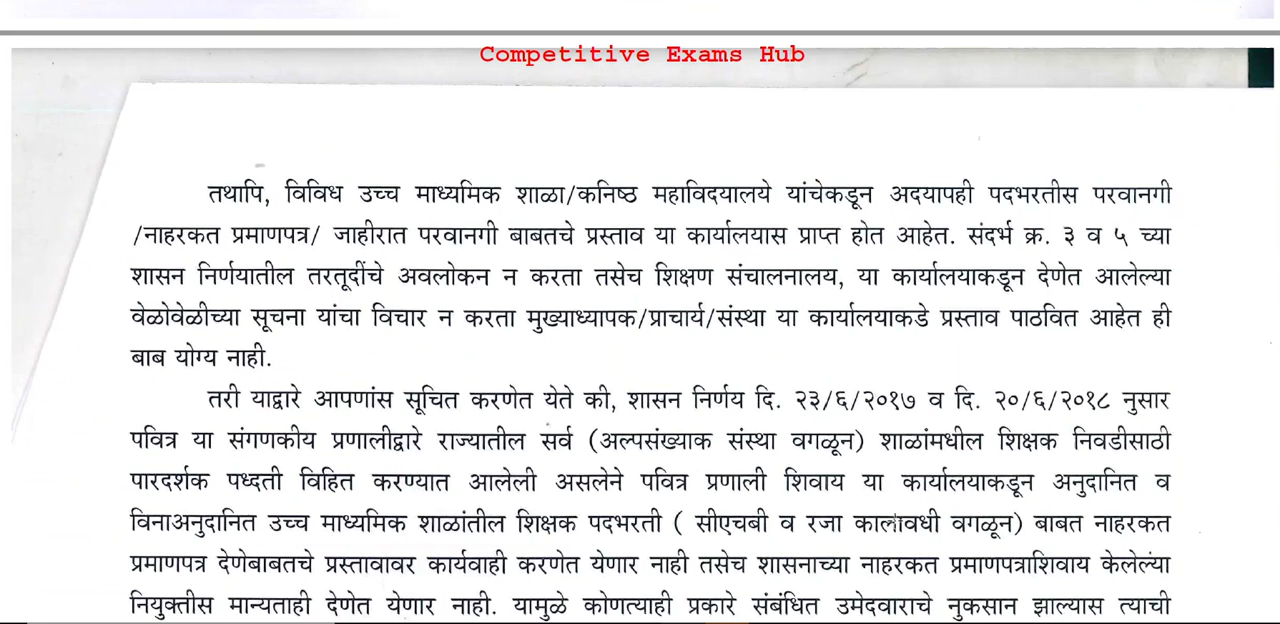 Competitive Exams Hub
तथापि, विविध उच्च माध्यमिक शाळा/कनिष्ठ महाविदयालये यांचेकडून अदयापही पदभरतीस परवानगी
/नाहरकत प्रमाणपत्र/ जाहीरात परवानगी बाबतचे प्रस्ताव या कार्यालयास प्राप्त होत आहेत. संदर्भ क्र. ३ व ५ च्या
शासन निर्णयातील तरतूदींचे अवलोकन न करता तसेच शिक्षण संचालनालय, या कार्यालयाकडून देणेत आलेल्या
वेळोवेळीच्या सूचना यांचा विचार न करता मुख्याध्यापक/प्राचार्य/संस्था या कार्यालयाकडे प्रस्ताव पाठवित आहेत ही
बाब योग्य नाही.
तरी याद्वारे आपणांस सूचित करणेत येते की, शासन निर्णय दि. २३/६/२०१७ व दि. २०/६/२०१८ नुसार
पवित्र या संगणकीय प्रणालीद्वारे राज्यातील सर्व (अल्पसंख्याक संस्था वगळून) शाळांमधील शिक्षक निवडीसाठी
पारदर्शक पध्दती विहित करण्यात आलेली असलेने पवित्र प्रणाली शिवाय या कार्यालयाकडून अनुदानित व
विनाअनुदानित उच्च माध्यमिक शाळांतील शिक्षक पदभरती ( सीएचबी व रजा कालावधी वगळून) बाबत नाहरकत
प्रमाणपत्र देणेबाबतचे प्रस्तावावर कार्यवाही करणेत येणार नाही तसेच शासनाच्या नाहरकत प्रमाणपत्राशिवाय केलेल्या
नियुक्तीस मान्यताही देणेत येणार नाही. यामुळे कोणत्याही प्रकारे संबंधित उमेदवाराचे नुकसान झाल्यास त्याची